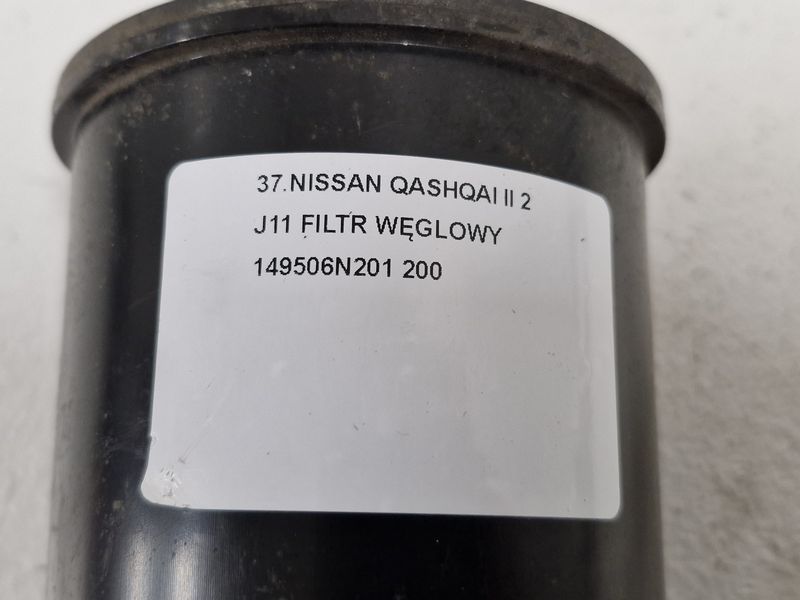 37.NISSAN QASHQAI II 2
J11 FILTR WĘGLOWY
149506N201 200